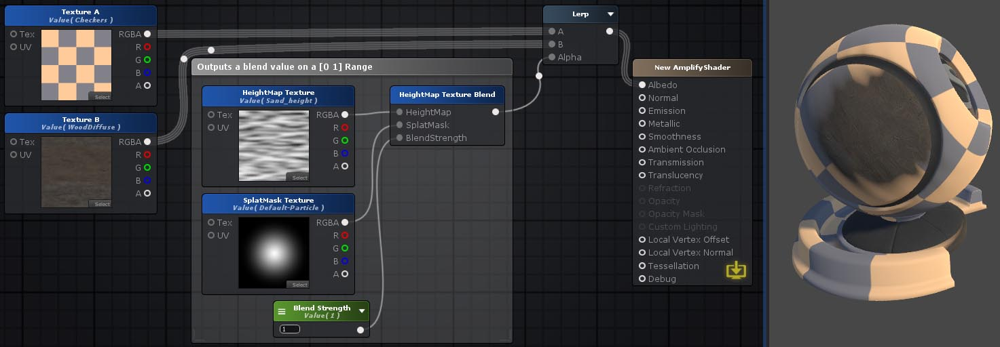 Texture A
Value( Checkers )
Tex
RGBA
UV
R
G
B
A
Select
Texture B
Value( WoodDiffuse )
Tex
RGBA
UV
R
G
B
A
Select
Outputs a blend value on a [0 1] Range
HeightMap Texture
Value( Sand_height )
Tex
RGBA
UV
R
G
B
A
Select
SplatMask Texture
Value( Default-Particle )
Tex
RGBA
UV
R
G
B
A
Select
Blend Strength
Value( 1 )
1
HeightMap Texture Blend
HeightMap
SplatMask
BlendStrength
Lerp
A
B
Alpha
New AmplifyShader
Albedo
Normal
Emission
Metallic
Smoothness
Ambient Occlusion
Transmission
Translucency
Refraction
Opacity
Opacity Mask
Custom Lighting
Local Vertex Offset
Local Vertex Normal
Tessellation
Debug